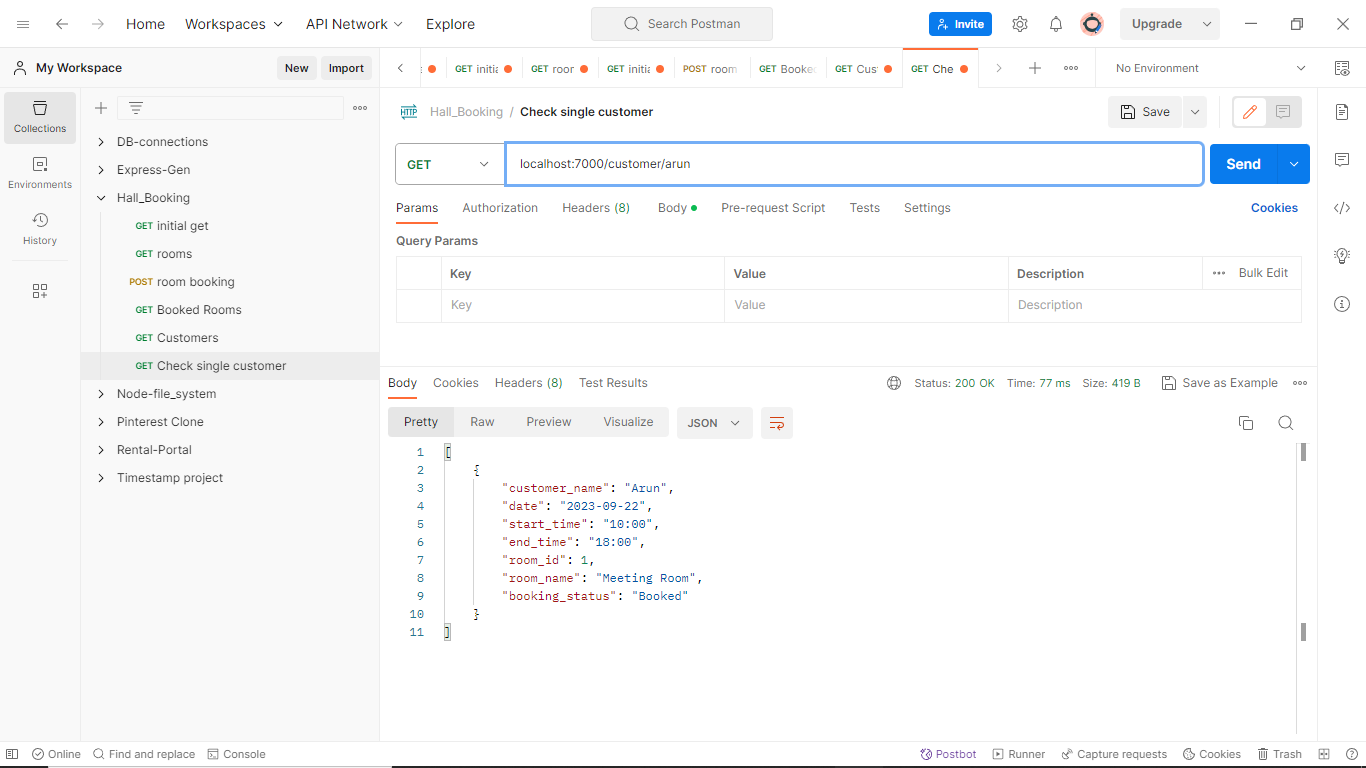 Home Workspaces API Network Explore Search Postman Invite Upgrade
My Workspace New Import GET initia GET roor GET initia POST room GET Booke GET Cus GET Che No Environment
Hall_Booking / Check single customer Save
Collections
Environments
History
DB-connections
Express-Gen
Hall_Booking
GET initial get
GET rooms
POST room booking
GET Booked Rooms
GET Customers
GET Check single customer
Node-file_system
Pinterest Clone
Rental-Portal
Timestamp project
GET localhost:7000/customer/arun Send
Params Authorization Headers (8) Body Pre-request Script Tests Settings Cookies
Query Params
Key Value Description Bulk Edit
Key Value Description
Body Cookies Headers (8) Test Results Status: 200 OK Time: 77 ms Size: 419 B Save as Example
Pretty Raw Preview Visualize JSON
1 [
2 {
3 "customer_name": "Arun",
4 "date": "2023-09-22",
5 "start_time": "10:00",
6 "end_time": "18:00",
7 "room_id": 1,
8 "room_name": "Meeting Room",
9 "booking_status": "Booked"
10 }
11 ]
Online Find and replace Console Postbot Runner Capture requests Cookies Trash